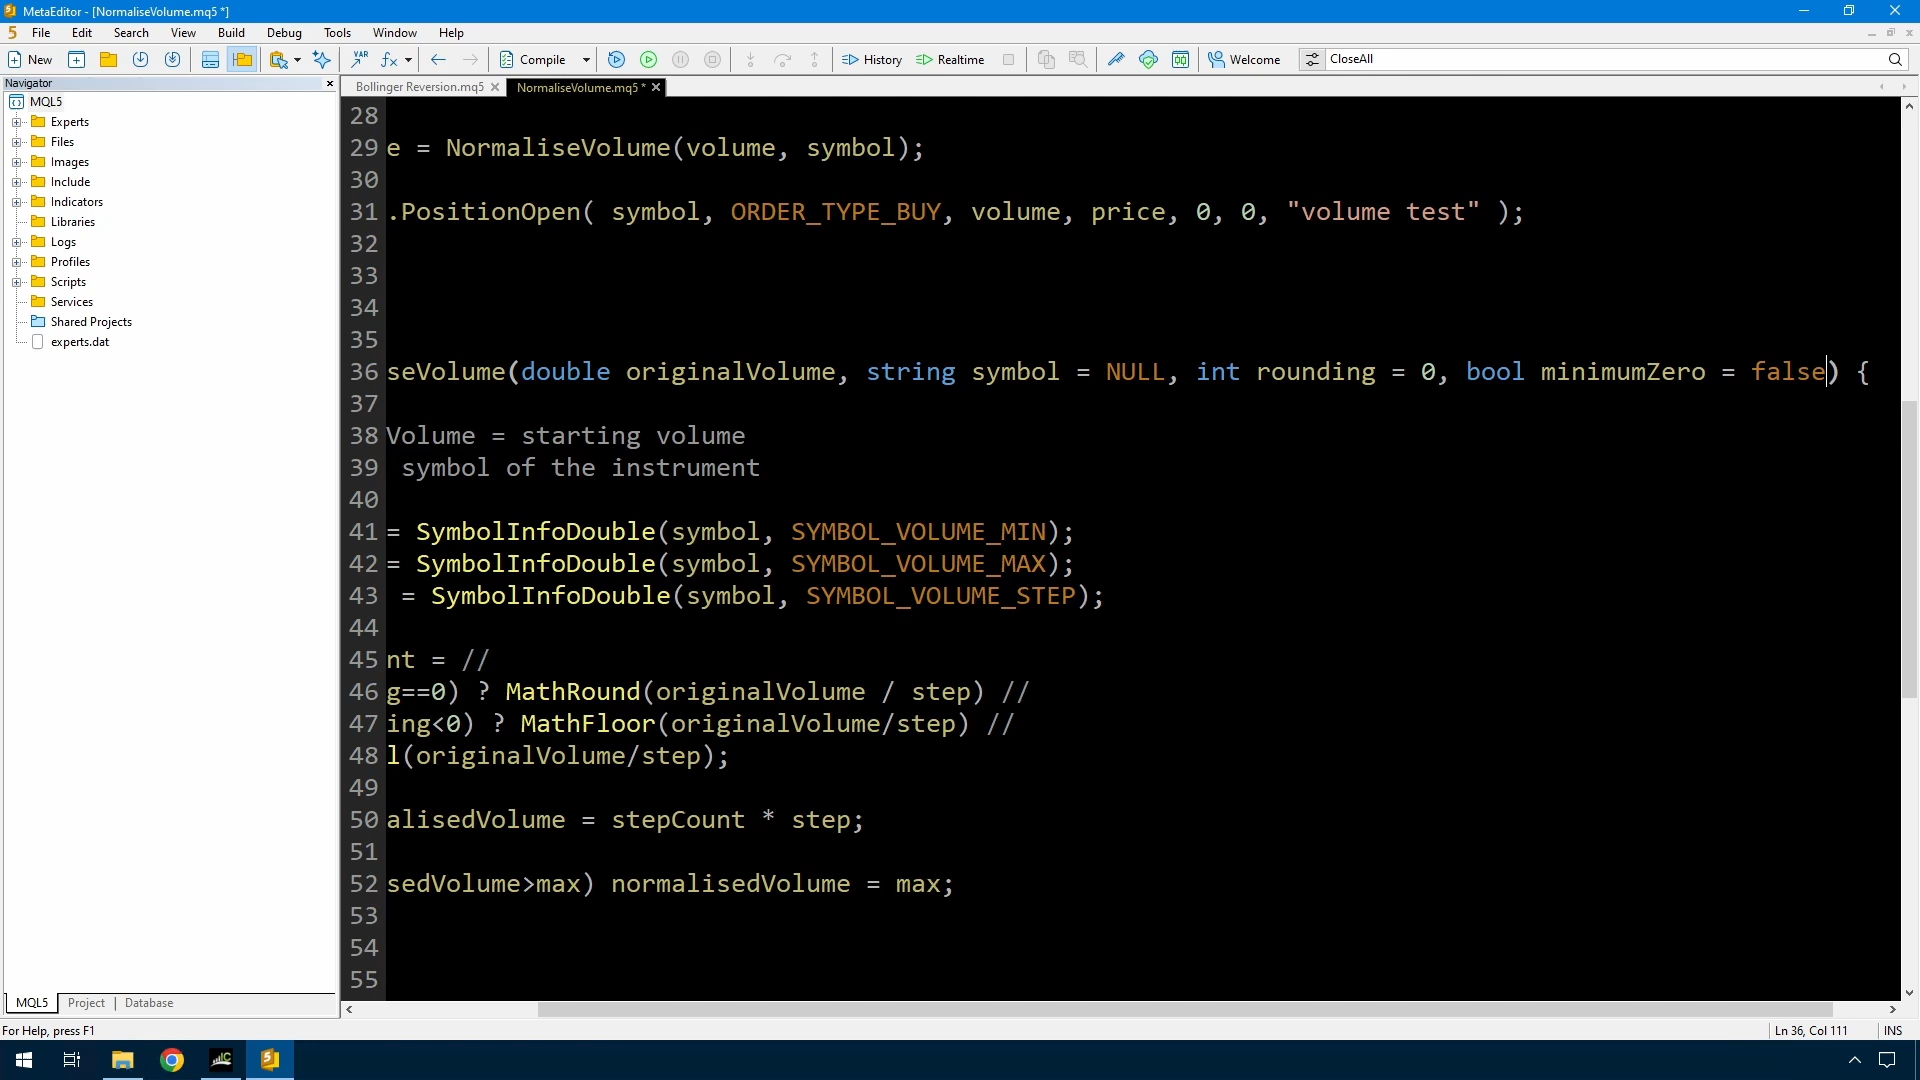 MetaEditor - [NormaliseVolume.mq5 *]
5 File Edit Search View Build Debug Tools Window Help
New VAR fx Compile History Realtime Welcome CloseAll
Navigator
Bollinger Reversion.mq5 NormaliseVolume.mq5 *
MQL5
Experts
Files
Images
Include
Indicators
Libraries
Logs
Profiles
Scripts
Services
Shared Projects
experts.dat
28
29 e = NormaliseVolume(volume, symbol);
30
31 .PositionOpen( symbol, ORDER_TYPE_BUY, volume, price, 0, 0, "volume test" );
32
33
34
35
36 seVolume(double originalVolume, string symbol = NULL, int rounding = 0, bool minimumZero = false) {
37
38 Volume = starting volume
39 symbol of the instrument
40
41 = SymbolInfoDouble(symbol, SYMBOL_VOLUME_MIN);
42 = SymbolInfoDouble(symbol, SYMBOL_VOLUME_MAX);
43 = SymbolInfoDouble(symbol, SYMBOL_VOLUME_STEP);
44
45 nt = //
46 g==0) ? MathRound(originalVolume / step) //
47 ing<0) ? MathFloor(originalVolume/step) //
48 l(originalVolume/step);
49
50 alisedVolume = stepCount * step;
51
52 sedVolume>max) normalisedVolume = max;
53
54
55
MQL5 Project | Database
For Help, press F1
Ln 36, Col 111 INS